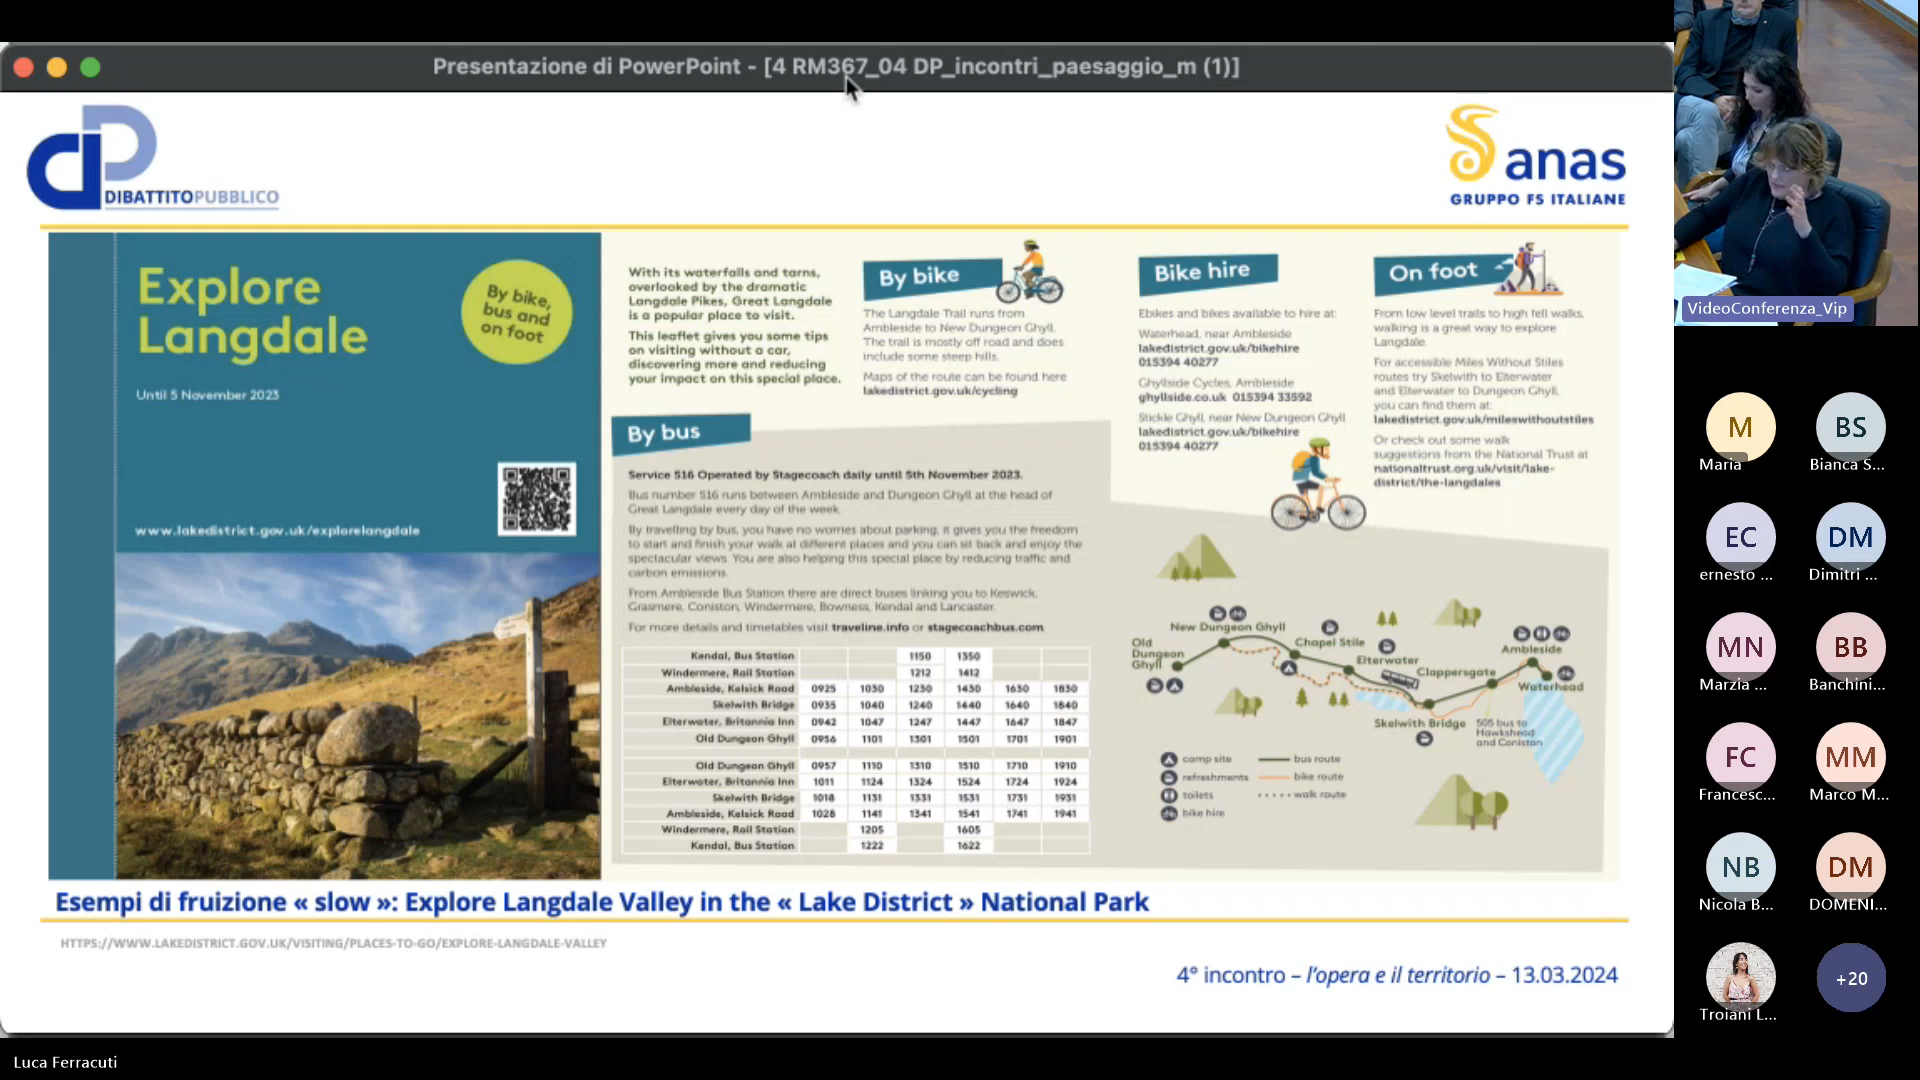 Presentazione di PowerPoint - [4 RM367_04 DP_incontri_paesaggio_m (1)]
DIBATTITOPUBBLICO
anas
GRUPPO FS ITALIANE
Explore
Langdale
By bike,
bus and
on foot
Until 5 November 2023
www.lakedistrict.gov.uk/explorelangdale
With its waterfalls and tarns,
overlooked by the dramatic
Langdale Pikes, Great Langdale
is a popular place to visit.
This leaflet gives you some tips
on visiting without a car,
discovering more and reducing
your impact on this special place.
By bike
The Langdale Trail runs from
Ambleside to New Dungeon Ghyll.
The trail is mostly off road and does
include some steep hills.
Maps of the route can be found here
lakedistrict.gov.uk/cycling
Bike hire
Ebikes and bikes available to hire at:
Waterhead, near Ambleside
lakedistrict.gov.uk/bikehire
015394 40277
Ghyllside Cycles, Ambleside
ghyllside.co.uk 015394 33592
Stickle Ghyll, near New Dungeon Ghyll
lakedistrict.gov.uk/bikehire
015394 40277
On foot
From low level trails to high fell walks,
walking is a great way to explore
Langdale.
For accessible Miles Without Stiles
routes try Skelwith to Elterwater
and Elterwater to Dungeon Ghyll,
you can find them at:
lakedistrict.gov.uk/mileswithoutstiles
Or check out some walk
suggestions from the National Trust at
nationaltrust.org.uk/visit/lake-
district/the-langdales
By bus
Service 516 Operated by Stagecoach daily until 5th November 2023.
Bus number 516 runs between Ambleside and Dungeon Ghyll at the head of
Great Langdale every day of the week.
By travelling by bus, you have no worries about parking, it gives you the freedom
to start and finish your walk at different places and you can sit back and enjoy the
spectacular views. You are also helping this special place by reducing traffic and
carbon emissions.
From Ambleside Bus Station there are direct buses linking you to Keswick,
Grasmere, Coniston, Windermere, Bowness, Kendal and Lancaster.
For more details and timetables visit traveline.info or stagecoachbus.com
Kendal, Bus Station 1150 1350
Windermere, Rail Station 1212 1412
Ambleside, Kelsick Road 0925 1030 1230 1430 1630 1830
Skelwith Bridge 0935 1040 1240 1440 1640 1840
Elterwater, Britannia Inn 0942 1047 1247 1447 1647 1847
Old Dungeon Ghyll 0956 1101 1301 1501 1701 1901
Old Dungeon Ghyll 0957 1110 1310 1510 1710 1910
Elterwater, Britannia Inn 1011 1124 1324 1524 1724 1924
Skelwith Bridge 1018 1131 1331 1531 1731 1931
Ambleside, Kelsick Road 1028 1141 1341 1541 1741 1941
Windermere, Rail Station 1205 1605
Kendal, Bus Station 1222 1622
Old
Dungeon
Ghyll
New Dungeon Ghyll
Chapel Stile
Elterwater
Clappersgate
Ambleside
Waterhead
Skelwith Bridge
505 bus to
Hawkshead
and Coniston
camp site
refreshments
toilets
bike hire
bus route
bike route
walk route
Esempi di fruizione « slow »: Explore Langdale Valley in the « Lake District » National Park
HTTPS://WWW.LAKEDISTRICT.GOV.UK/VISITING/PLACES-TO-GO/EXPLORE-LANGDALE-VALLEY
4° incontro – l'opera e il territorio – 13.03.2024
Luca Ferracuti
VideoConferenza_Vip
M
Maria
BS
Bianca S...
EC
ernesto ...
DM
Dimitri ...
MN
Marzia ...
BB
Banchini...
FC
Francesc...
MM
Marco M...
NB
Nicola B...
DM
DOMENI...
Troiani L...
+20